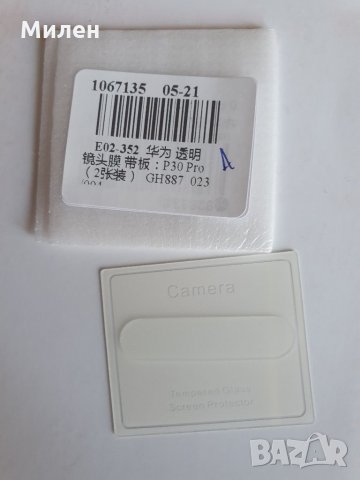 Милен
1067135 05-21
E02-352 华为 透明
镜头膜 带板：P30 Pro
（2张装） GH887 023
A
Camera
Tempered Glass
Screen Protector
BAZAR